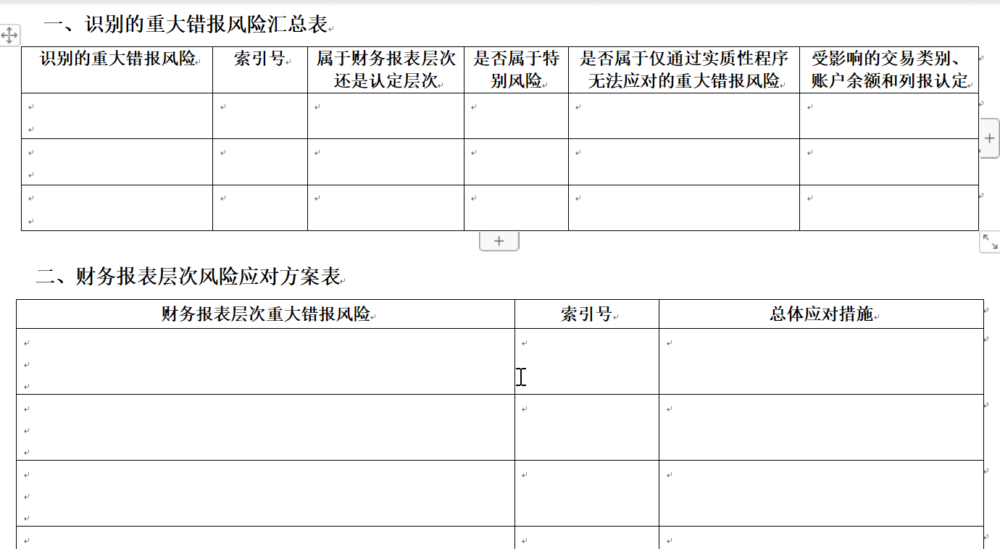 一、识别的重大错报风险汇总表
识别的重大错报风险
索引号
属于财务报表层次
还是认定层次
是否属于特
别风险
是否属于仅通过实质性程序
无法应对的重大错报风险
受影响的交易类别、
账户余额和列报认定
二、财务报表层次风险应对方案表
财务报表层次重大错报风险
索引号
总体应对措施